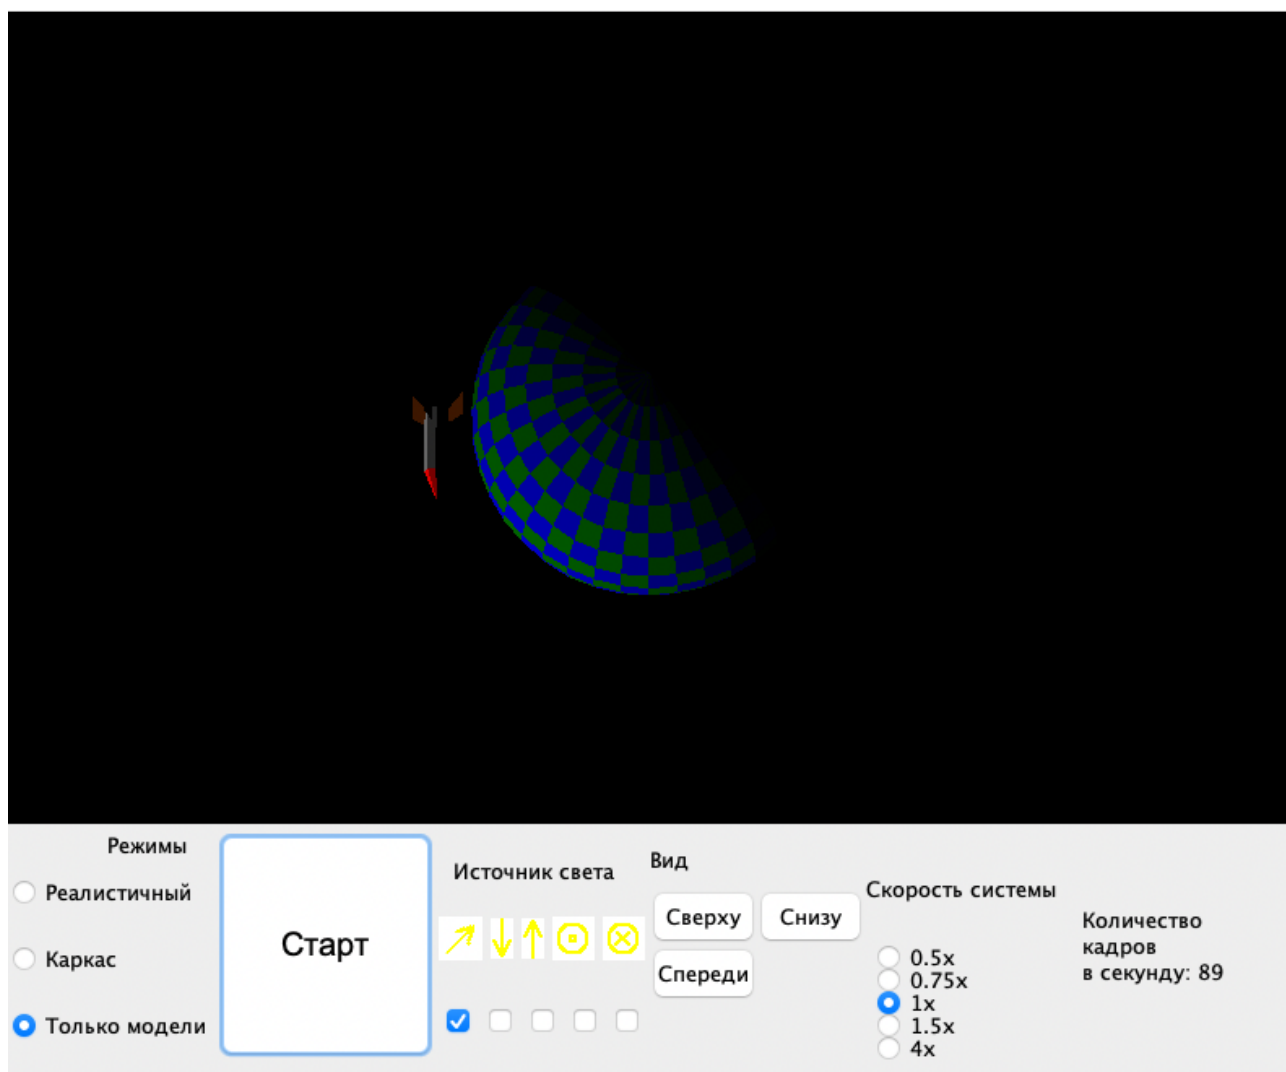 Режимы
Реалистичный
Каркас
Только модели
Старт
Источник света
Вид
Сверху
Снизу
Спереди
Скорость системы
0.5x
0.75x
1x
1.5x
4x
Количество
кадров
в секунду: 89